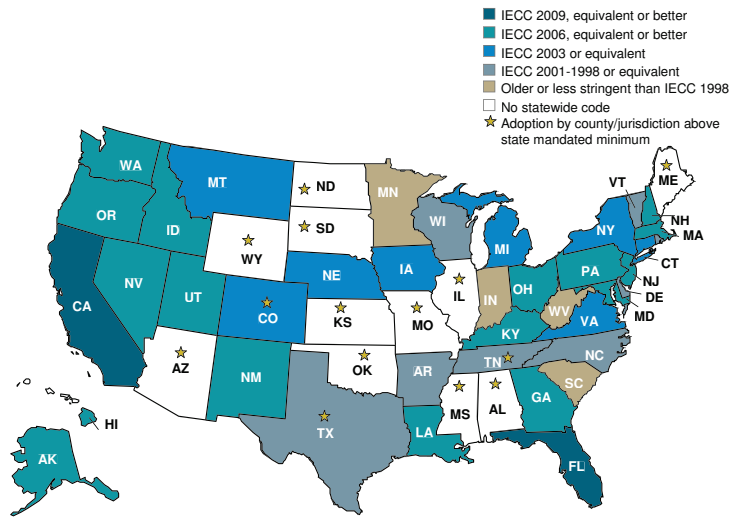 IECC 2009, equivalent or better
IECC 2006, equivalent or better
IECC 2003 or equivalent
IECC 2001-1998 or equivalent
Older or less stringent than IECC 1998
No statewide code
Adoption by county/jurisdiction above
state mandated minimum
WA
MT
ND
MN
VT
ME
OR
ID
SD
WI
NY
NH
MA
WY
MI
CT
NV
UT
NE
IA
PA
NJ
CA
CO
IL
IN
OH
DE
MD
KS
MO
WV
VA
KY
AZ
NM
OK
AR
TN
NC
SC
MS
AL
GA
HI
TX
LA
AK
FL